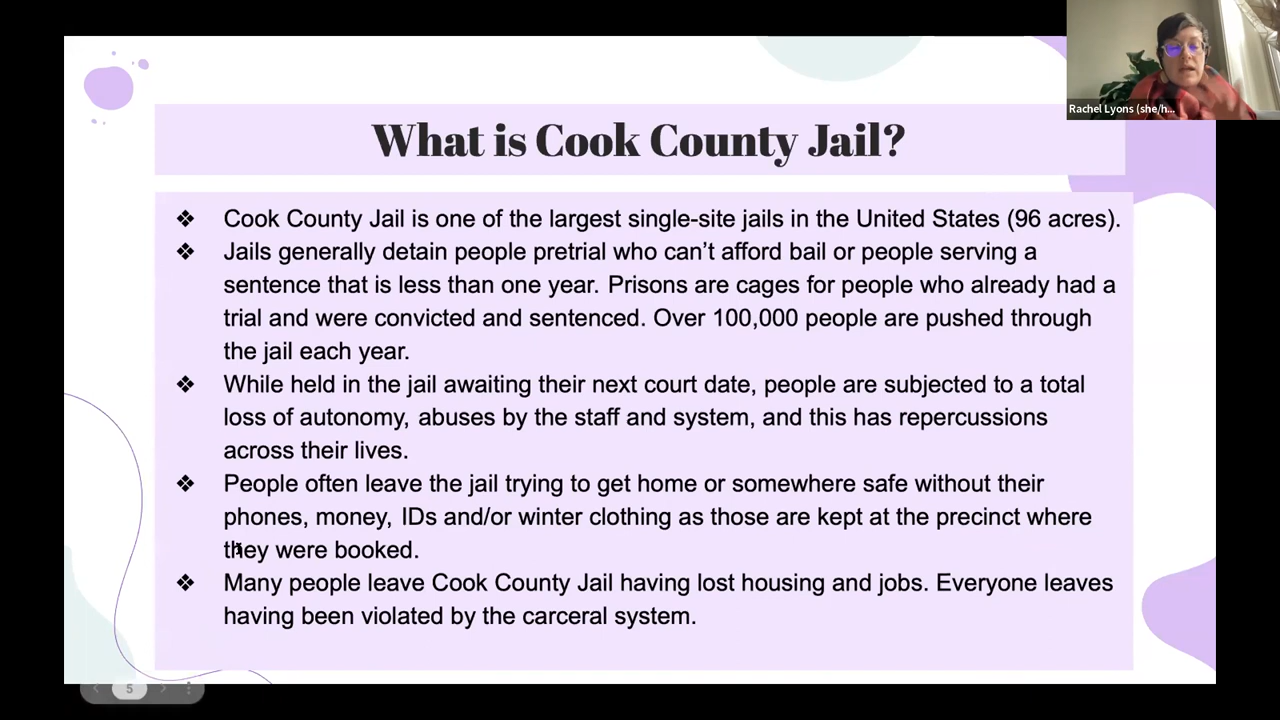 Rachel Lyons (she/h...
What is Cook County Jail?
❖ Cook County Jail is one of the largest single-site jails in the United States (96 acres).
❖ Jails generally detain people pretrial who can’t afford bail or people serving a
sentence that is less than one year. Prisons are cages for people who already had a
trial and were convicted and sentenced. Over 100,000 people are pushed through
the jail each year.
❖ While held in the jail awaiting their next court date, people are subjected to a total
loss of autonomy, abuses by the staff and system, and this has repercussions
across their lives.
❖ People often leave the jail trying to get home or somewhere safe without their
phones, money, IDs and/or winter clothing as those are kept at the precinct where
they were booked.
❖ Many people leave Cook County Jail having lost housing and jobs. Everyone leaves
having been violated by the carceral system.
5